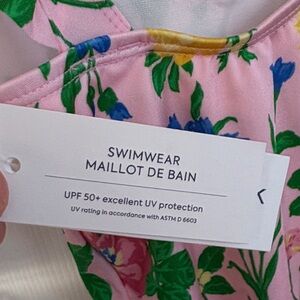 SWIMWEAR
MAILLOT DE BAIN
UPF 50+ excellent UV protection
UV rating in accordance with ASTM D 6603